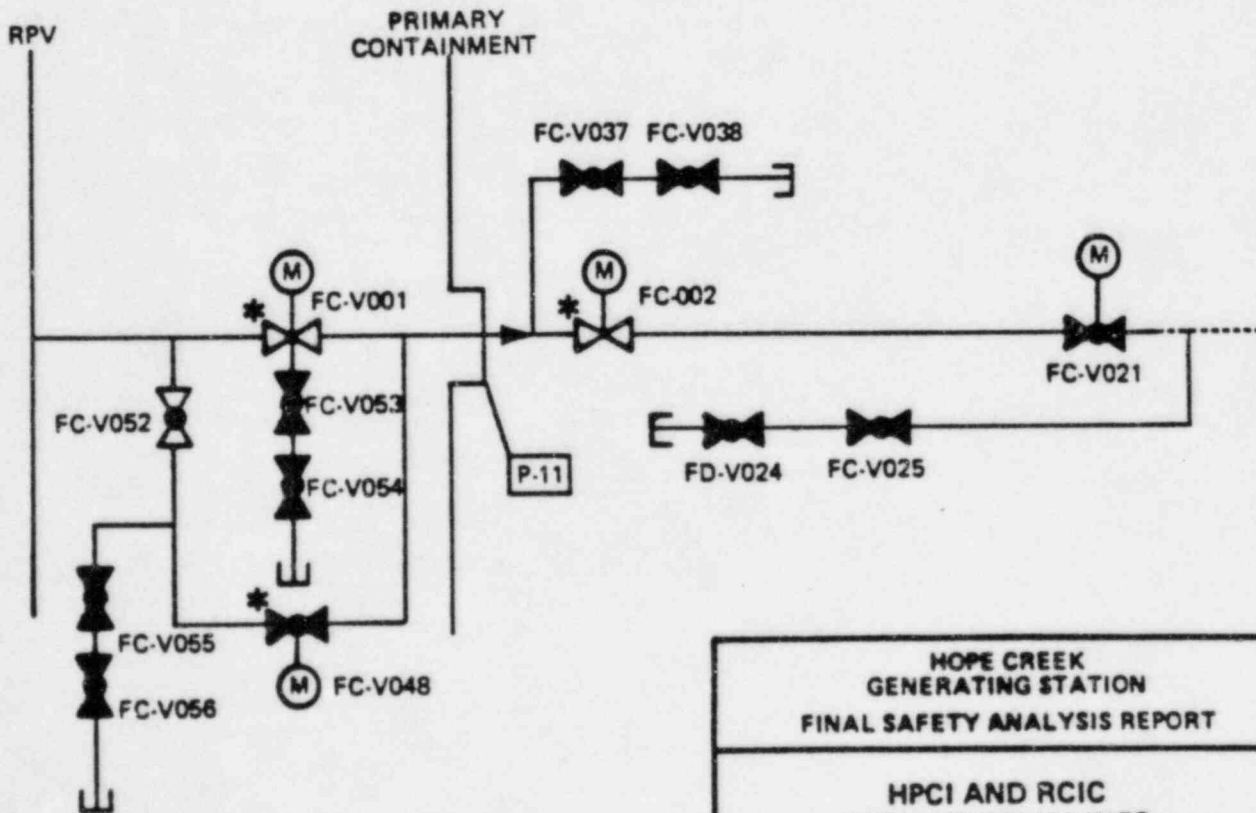 RPV
PRIMARY
CONTAINMENT
FC-V037 FC-V038
M
FC-V001
*
M
FC-002
*
M
FC-V021
FC-V052
FC-V053
FC-V054
P-11
FD-V024
FC-V025
*
FC-V055
FC-V056
M
FC-V048
HOPE CREEK
GENERATING STATION
FINAL SAFETY ANALYSIS REPORT
HPCI AND RCIC